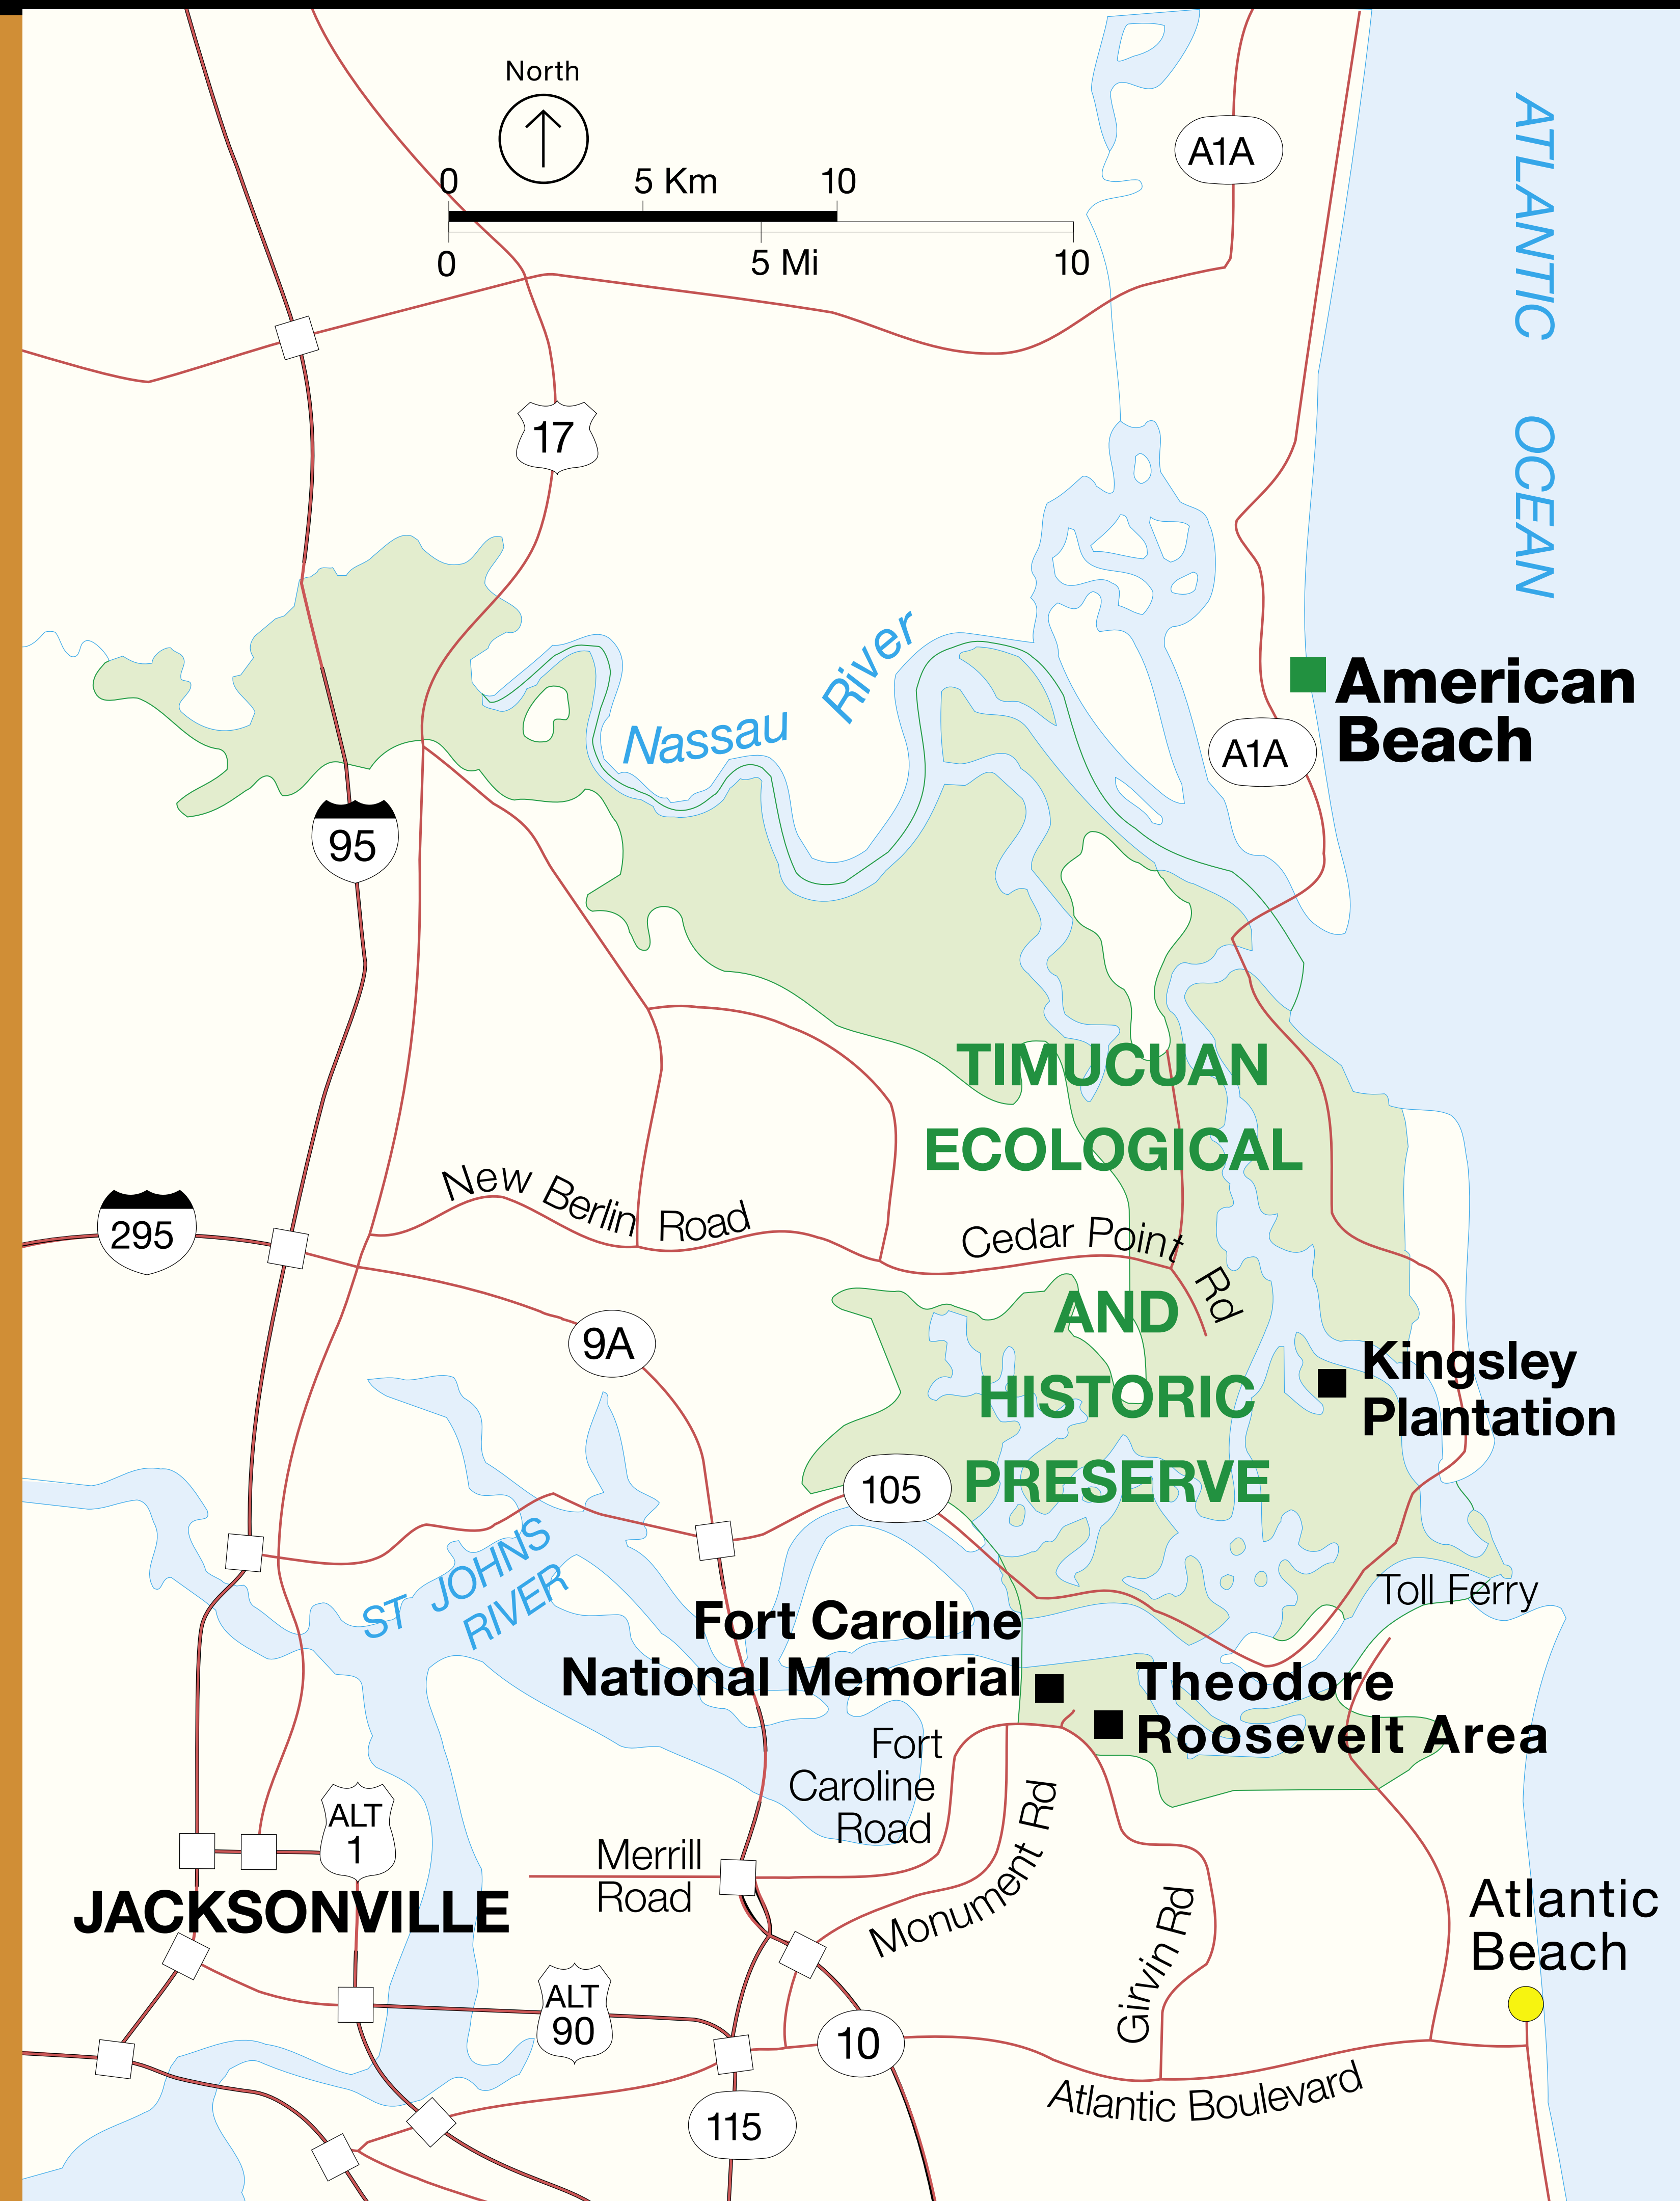 North
0 5 Km 10
0 5 Mi 10
A1A
ATLANTIC OCEAN
17
Nassau River
American
Beach
A1A
95
TIMUCUAN
ECOLOGICAL
AND
HISTORIC
PRESERVE
New Berlin Road
Cedar Point Rd
295
9A
Kingsley
Plantation
105
ST JOHNS
RIVER
Toll Ferry
Fort Caroline
National Memorial
Theodore
Roosevelt Area
Fort
Caroline
Road
ALT
1
Merrill
Road
Monument Rd
Girvin Rd
JACKSONVILLE
Atlantic
Beach
ALT
90
10
Atlantic Boulevard
115